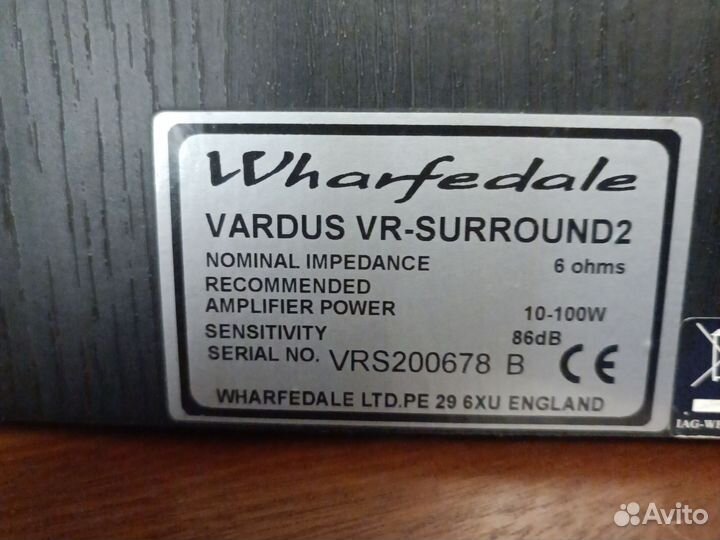 Wharfedale
VARDUS VR-SURROUND2
NOMINAL IMPEDANCE 6 ohms
RECOMMENDED
AMPLIFIER POWER 10-100W
SENSITIVITY 86dB
SERIAL NO. VRS200678 B CE
WHARFEDALE LTD.PE 29 6XU ENGLAND
Avito